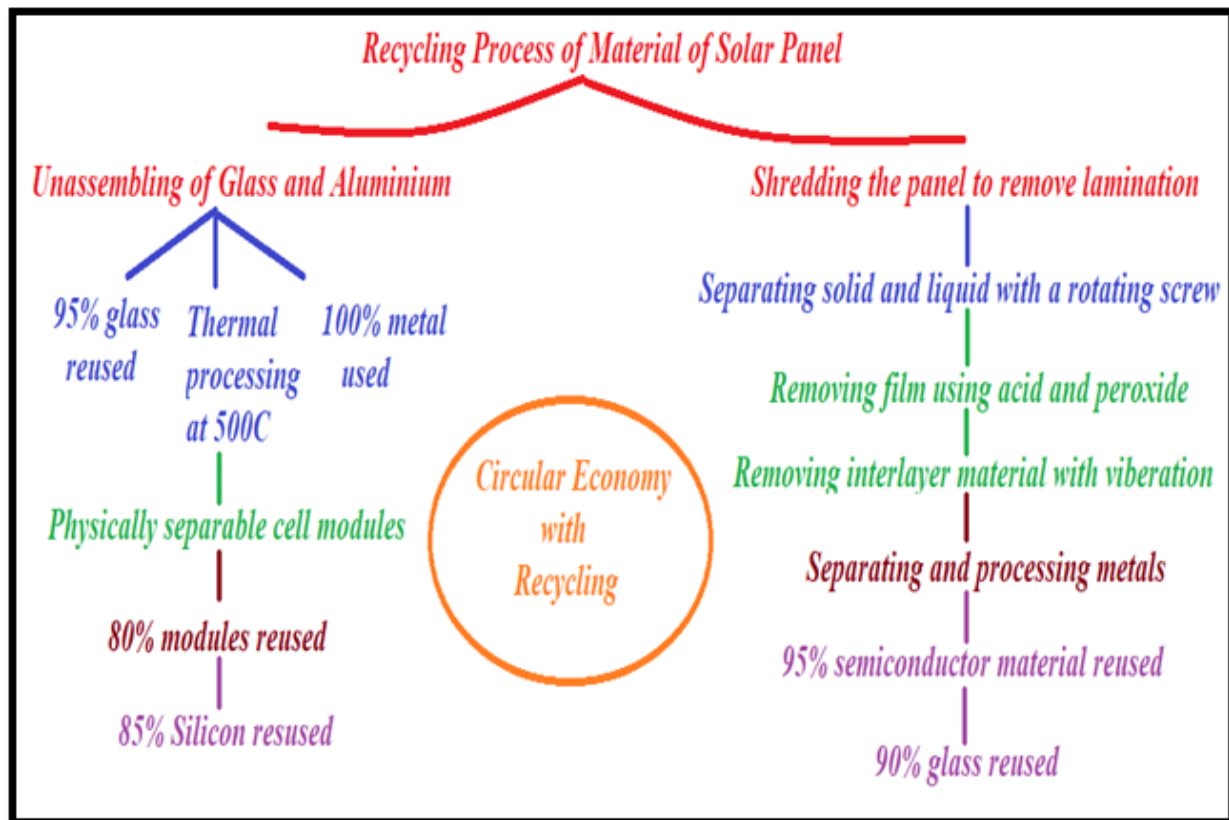 Recycling Process of Material of Solar Panel
Unassembling of Glass and Aluminium
95% glass
reused
Thermal
processing
at 500C
100% metal
used
Physically separable cell modules
80% modules reused
85% Silicon resused
Circular Economy
with
Recycling
Shredding the panel to remove lamination
Separating solid and liquid with a rotating screw
Removing film using acid and peroxide
Removing interlayer material with viberation
Separating and processing metals
95% semiconductor material reused
90% glass reused